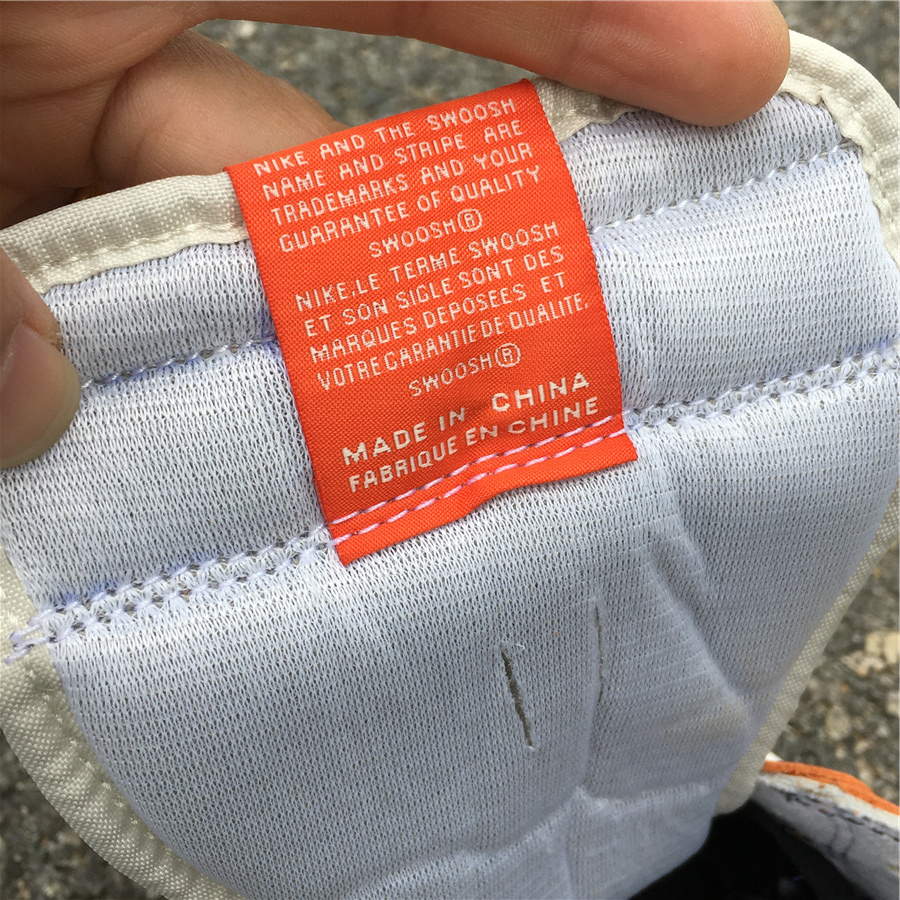 NIKE AND THE SWOOSH
NAME AND STRIPE ARE
TRADEMARKS AND YOUR
GUARANTEE OF QUALITY
SWOOSH®
NIKE,LE TERME SWOOSH
ET SON SIGLE SONT DES
MARQUES DEPOSEES ET
VOTRE GARANTIE DE QUALITE.
SWOOSH®
MADE IN CHINA
FABRIQUE EN CHINE